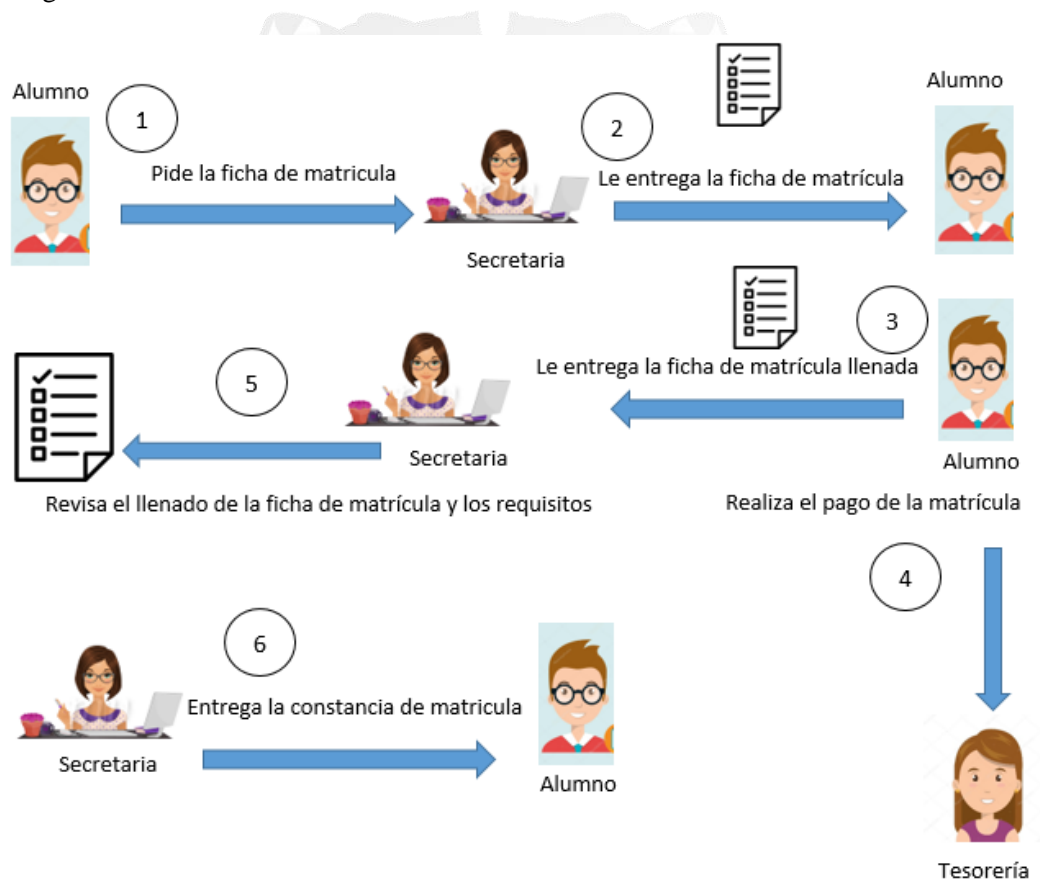 Alumno
1
Pide la ficha de matricula
Secretaria
2
Le entrega la ficha de matrícula
Alumno
3
Le entrega la ficha de matrícula llenada
Alumno
Realiza el pago de la matrícula
4
Tesorería
5
Secretaria
Revisa el llenado de la ficha de matrícula y los requisitos
6
Entrega la constancia de matricula
Secretaria
Alumno